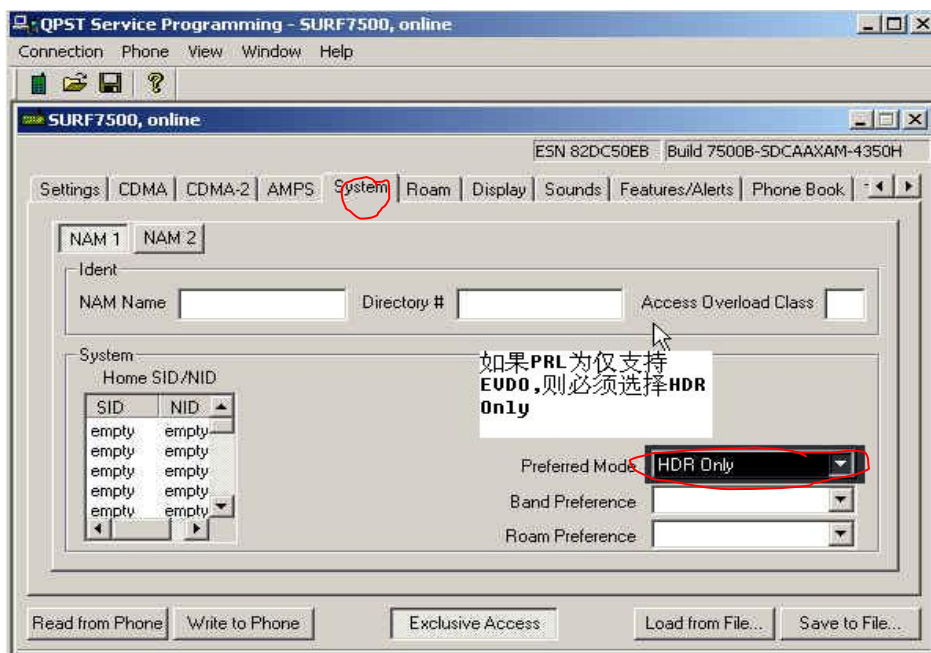 QPST Service Programming - SURF7500, online
Connection Phone View Window Help
SURF7500, online
ESN 82DC50EB Build 7500B-SDCAAXAM-4350H
Settings CDMA CDMA-2 AMPS System Roam Display Sounds Features/Alerts Phone Book
NAM 1 NAM 2
Ident
NAM Name Directory # Access Overload Class
System
Home SID/NID
SID NID
empty empty
empty empty
empty empty
empty empty
empty empty
如果PRL为仅支持
EVDO,则必须选择HDR
Only
Preferred Mode HDR Only
Band Preference
Roam Preference
Read from Phone Write to Phone Exclusive Access Load from File... Save to File...